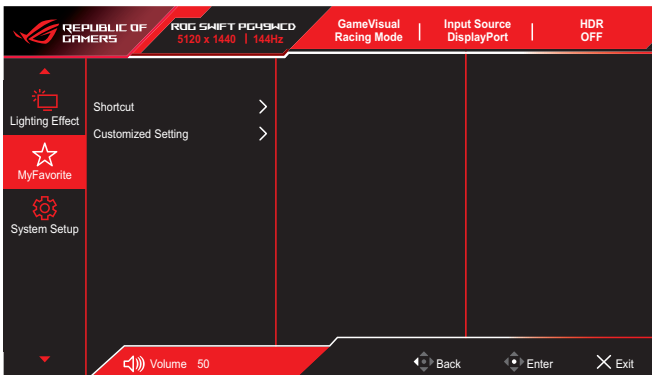 REPUBLIC OF
GAMERS
ROG SWIFT PG49WCD
5120 x 1440 | 144Hz
GameVisual
Racing Mode
Input Source
DisplayPort
HDR
OFF
Lighting Effect
MyFavorite
System Setup
Shortcut
Customized Setting
Volume 50
Back
Enter
Exit